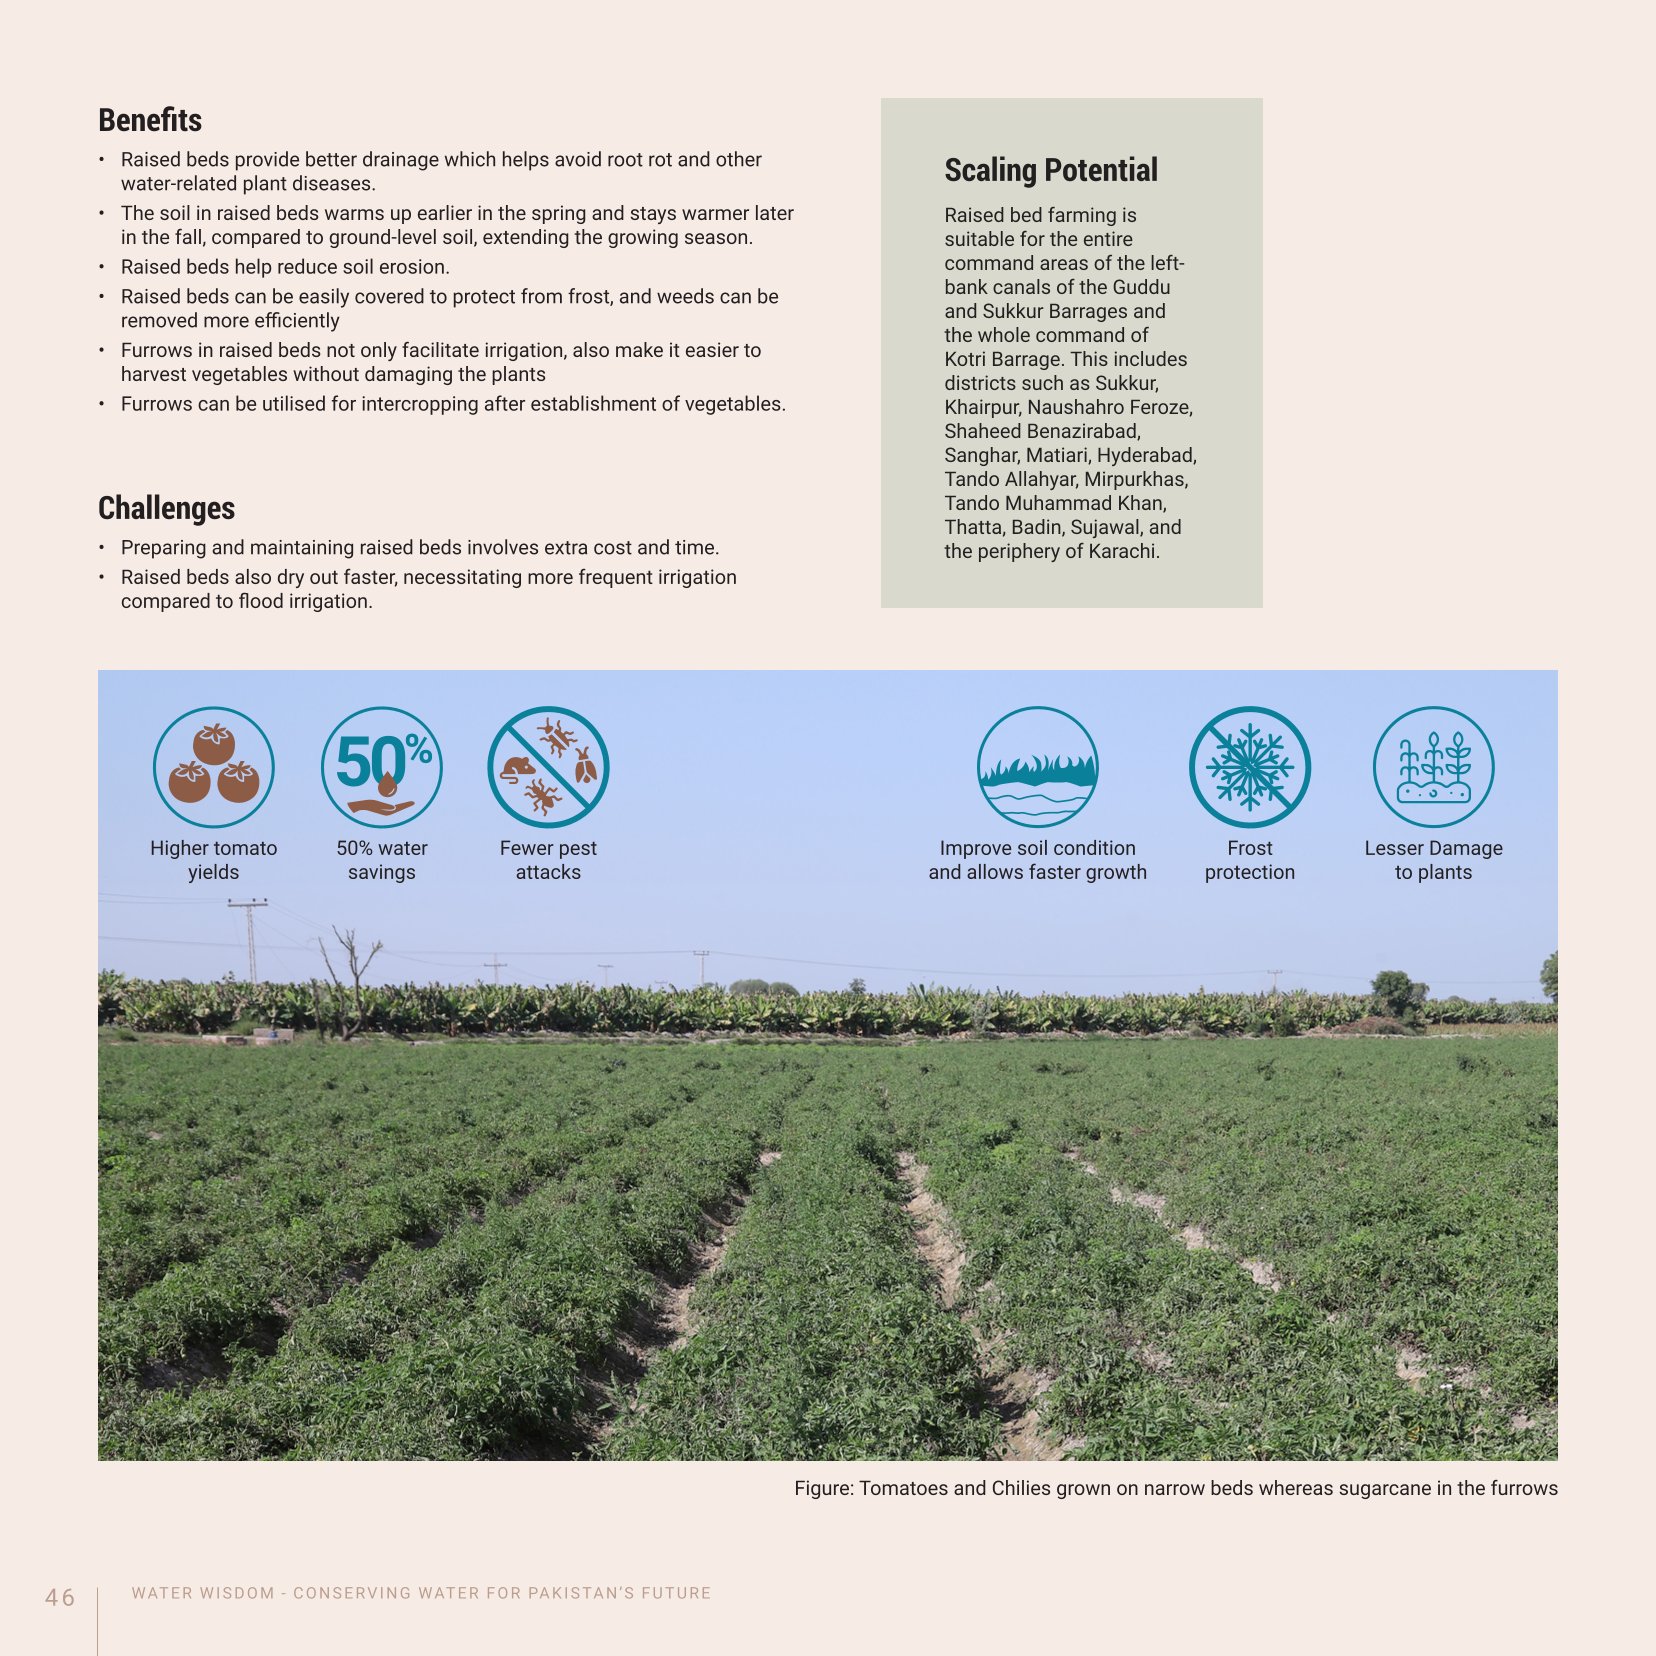 Benefits
• Raised beds provide better drainage which helps avoid root rot and other
water-related plant diseases.
• The soil in raised beds warms up earlier in the spring and stays warmer later
in the fall, compared to ground-level soil, extending the growing season.
• Raised beds help reduce soil erosion.
• Raised beds can be easily covered to protect from frost, and weeds can be
removed more efficiently
• Furrows in raised beds not only facilitate irrigation, also make it easier to
harvest vegetables without damaging the plants
• Furrows can be utilised for intercropping after establishment of vegetables.
Challenges
• Preparing and maintaining raised beds involves extra cost and time.
• Raised beds also dry out faster, necessitating more frequent irrigation
compared to flood irrigation.
Scaling Potential
Raised bed farming is
suitable for the entire
command areas of the left-
bank canals of the Guddu
and Sukkur Barrages and
the whole command of
Kotri Barrage. This includes
districts such as Sukkur,
Khairpur, Naushahro Feroze,
Shaheed Benazirabad,
Sanghar, Matiari, Hyderabad,
Tando Allahyar, Mirpurkhas,
Tando Muhammad Khan,
Thatta, Badin, Sujawal, and
the periphery of Karachi.
50%
Higher tomato
yields
50% water
savings
Fewer pest
attacks
Improve soil condition
and allows faster growth
Frost
protection
Lesser Damage
to plants
Figure: Tomatoes and Chilies grown on narrow beds whereas sugarcane in the furrows
46
WATER WISDOM - CONSERVING WATER FOR PAKISTAN'S FUTURE